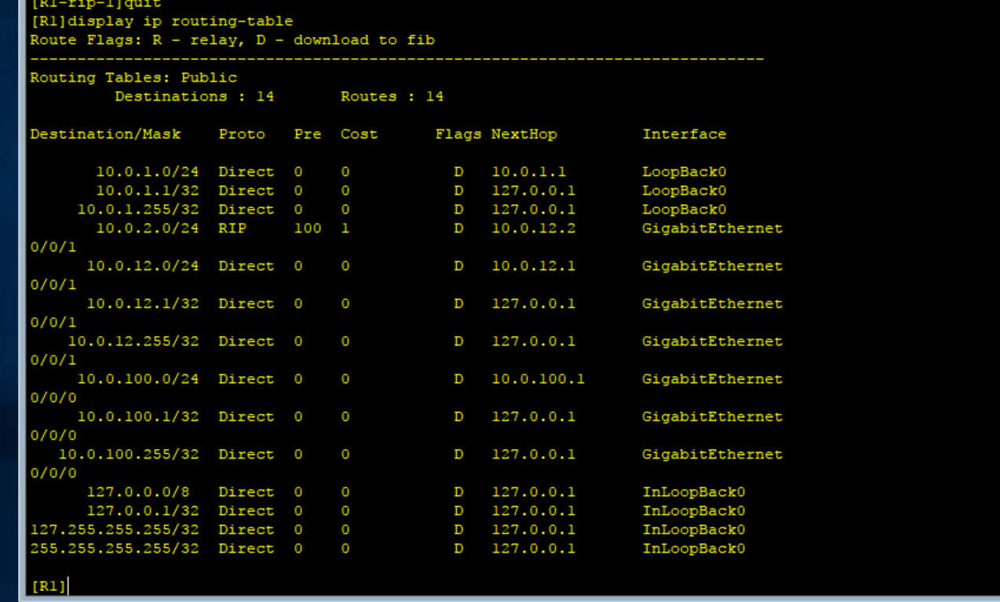 [R1-rip-1]quit
[R1]display ip routing-table
Route Flags: R - relay, D - download to fib
------------------------------------------------------------------------------
Routing Tables: Public
         Destinations : 14       Routes : 14

Destination/Mask    Proto   Pre  Cost      Flags NextHop         Interface

       10.0.1.0/24  Direct  0    0           D   10.0.1.1        LoopBack0
       10.0.1.1/32  Direct  0    0           D   127.0.0.1       LoopBack0
     10.0.1.255/32  Direct  0    0           D   127.0.0.1       LoopBack0
       10.0.2.0/24  RIP     100  1           D   10.0.12.2       GigabitEthernet
0/0/1
      10.0.12.0/24  Direct  0    0           D   10.0.12.1       GigabitEthernet
0/0/1
      10.0.12.1/32  Direct  0    0           D   127.0.0.1       GigabitEthernet
0/0/1
    10.0.12.255/32  Direct  0    0           D   127.0.0.1       GigabitEthernet
0/0/1
     10.0.100.0/24  Direct  0    0           D   10.0.100.1      GigabitEthernet
0/0/0
     10.0.100.1/32  Direct  0    0           D   127.0.0.1       GigabitEthernet
0/0/0
   10.0.100.255/32  Direct  0    0           D   127.0.0.1       GigabitEthernet
0/0/0
      127.0.0.0/8   Direct  0    0           D   127.0.0.1       InLoopBack0
      127.0.0.1/32  Direct  0    0           D   127.0.0.1       InLoopBack0
127.255.255.255/32  Direct  0    0           D   127.0.0.1       InLoopBack0
255.255.255.255/32  Direct  0    0           D   127.0.0.1       InLoopBack0

[R1]